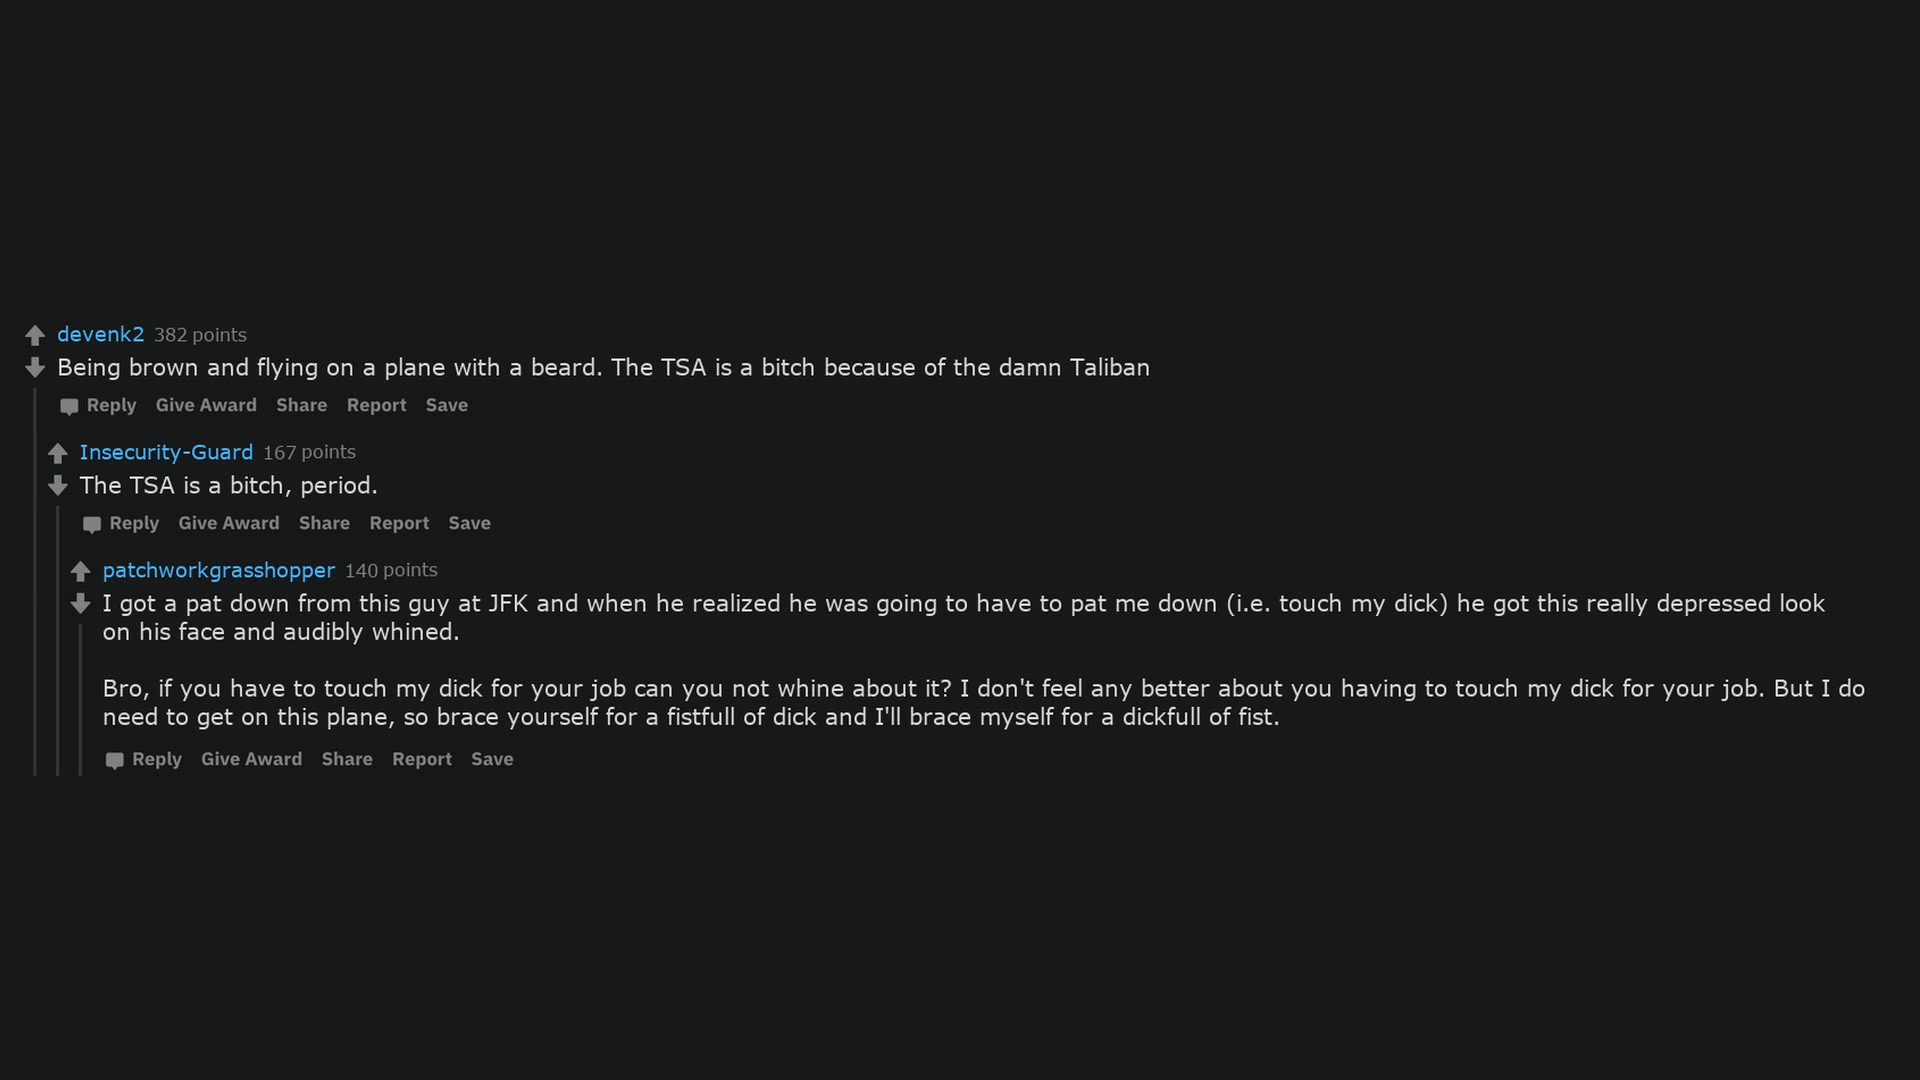 devenk2 382 points
Being brown and flying on a plane with a beard. The TSA is a bitch because of the damn Taliban
Reply Give Award Share Report Save
Insecurity-Guard 167 points
The TSA is a bitch, period.
Reply Give Award Share Report Save
patchworkgrasshopper 140 points
I got a pat down from this guy at JFK and when he realized he was going to have to pat me down (i.e. touch my dick) he got this really depressed look
on his face and audibly whined.
Bro, if you have to touch my dick for your job can you not whine about it? I don't feel any better about you having to touch my dick for your job. But I do
need to get on this plane, so brace yourself for a fistfull of dick and I'll brace myself for a dickfull of fist.
Reply Give Award Share Report Save